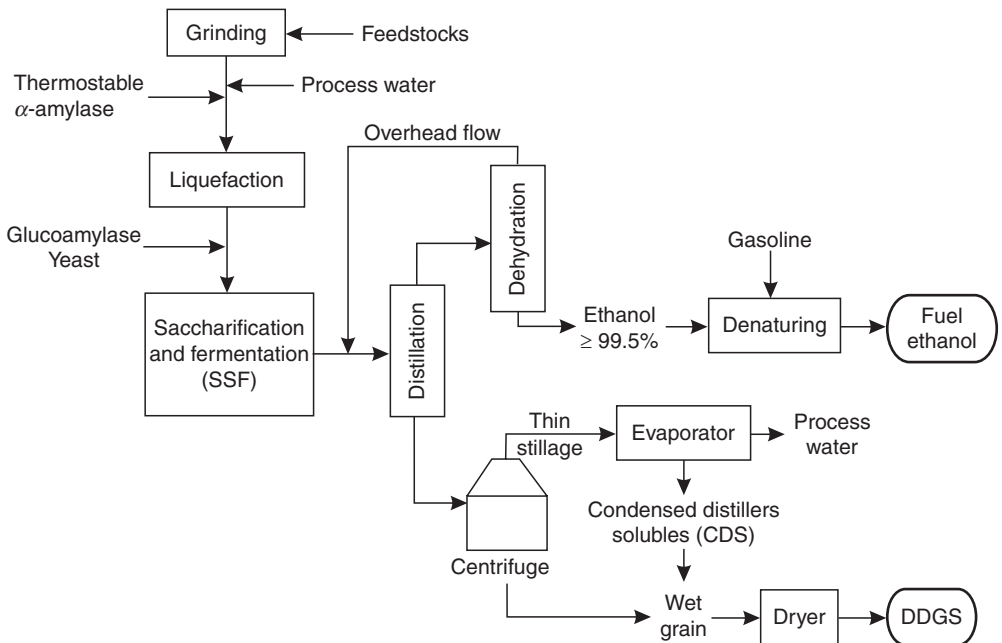 Grinding
Feedstocks
Process water
Thermostable
α-amylase
Overhead flow
Liquefaction
Dehydration
Glucoamylase
Yeast
Gasoline
Saccharification
and fermentation
(SSF)
Distillation
Ethanol
≥ 99.5%
Denaturing
Fuel
ethanol
Thin
stillage
Evaporator
Process
water
Condensed distillers
solubles (CDS)
Centrifuge
Wet
grain
Dryer
DDGS